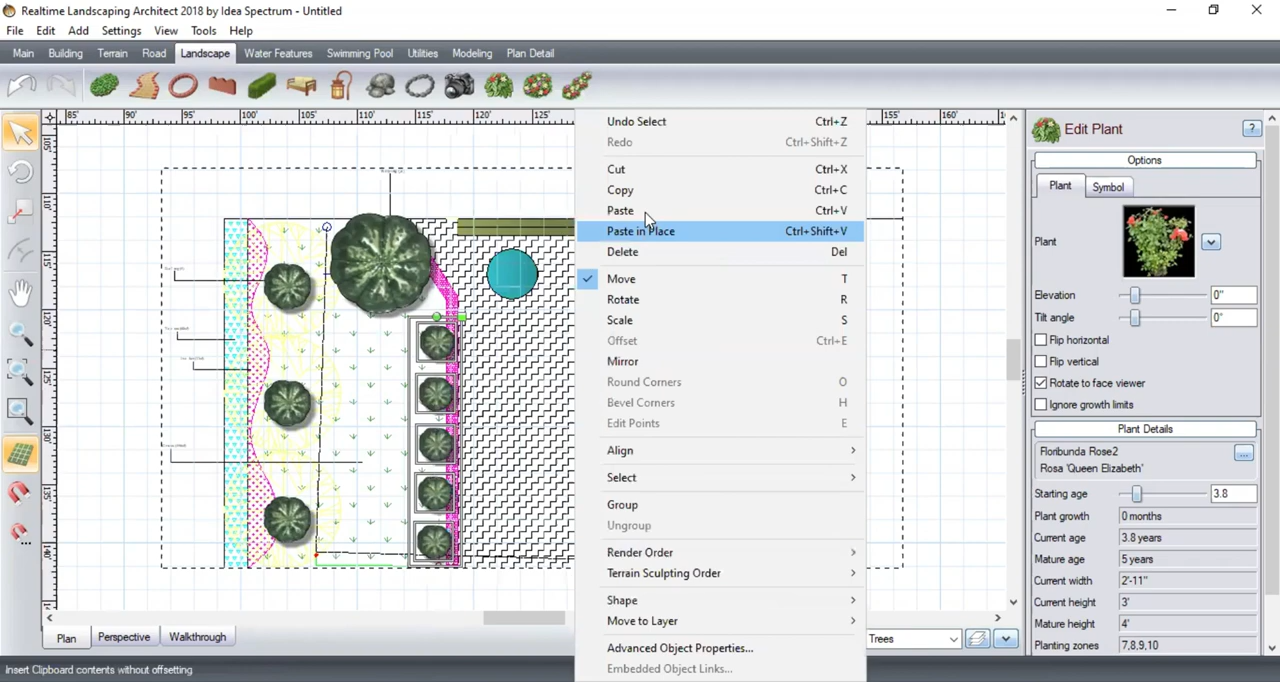 Realtime Landscaping Architect 2018 by Idea Spectrum - Untitled
File Edit Add Settings View Tools Help
Main Building Terrain Road Landscape Water Features Swimming Pool Utilities Modeling Plan Detail
85' 90' 95' 100' 105' 110' 115' 120' 125' 155' 160'
Undo Select Ctrl+Z
Redo Ctrl+Shift+Z
Cut Ctrl+X
Copy Ctrl+C
Paste Ctrl+V
Paste in Place Ctrl+Shift+V
Delete Del
Move T
Rotate R
Scale S
Offset Ctrl+E
Mirror
Round Corners O
Bevel Corners H
Edit Points E
Align
Select
Group
Ungroup
Render Order
Terrain Sculpting Order
Shape
Move to Layer
Advanced Object Properties...
Embedded Object Links...
Edit Plant
?
Options
Plant Symbol
Plant
Elevation 0"
Tilt angle 0°
Flip horizontal
Flip vertical
Rotate to face viewer
Ignore growth limits
Plant Details
Floribunda Rose2
Rosa 'Queen Elizabeth'
...
Starting age 3.8
Plant growth 0 months
Current age 3.8 years
Mature age 5 years
Current width 2'-11"
Current height 3'
Mature height 4'
Planting zones 7,8,9,10
Plan Perspective Walkthrough
Trees
Insert Clipboard contents without offsetting